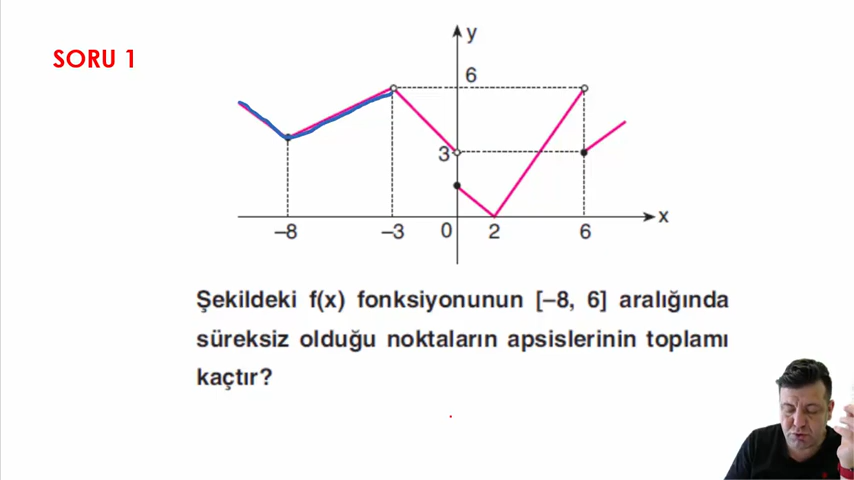 SORU 1
y
6
3
–8 –3 0 2 6 x
Şekildeki f(x) fonksiyonunun [–8, 6] aralığında
süreksiz olduğu noktaların apsislerinin toplamı
kaçtır?